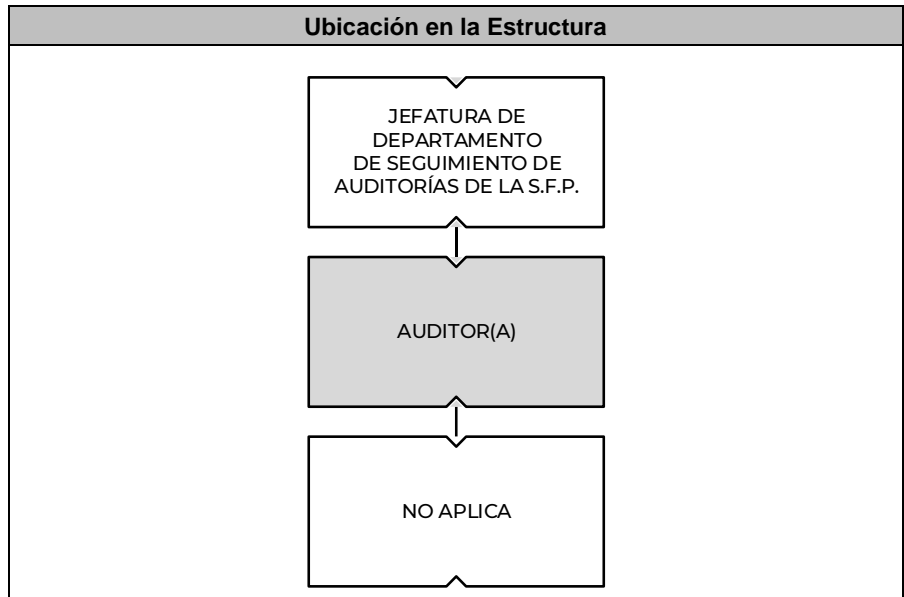 Ubicación en la Estructura
JEFATURA DE
DEPARTAMENTO
DE SEGUIMIENTO DE
AUDITORÍAS DE LA S.F.P.
AUDITOR(A)
NO APLICA